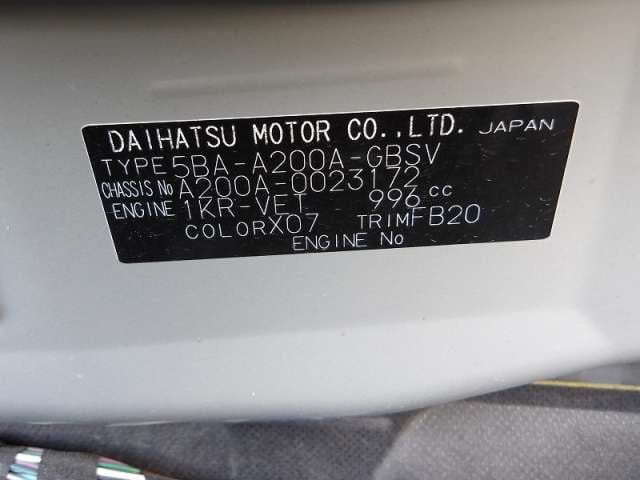 DAIHATSU MOTOR CO.,LTD. JAPAN
TYPE 5BA-A200A-GBSV
CHASSIS No A200A-0023172
ENGINE 1KR-VET 996 cc
COLOR X07 TRIM FB20
ENGINE No